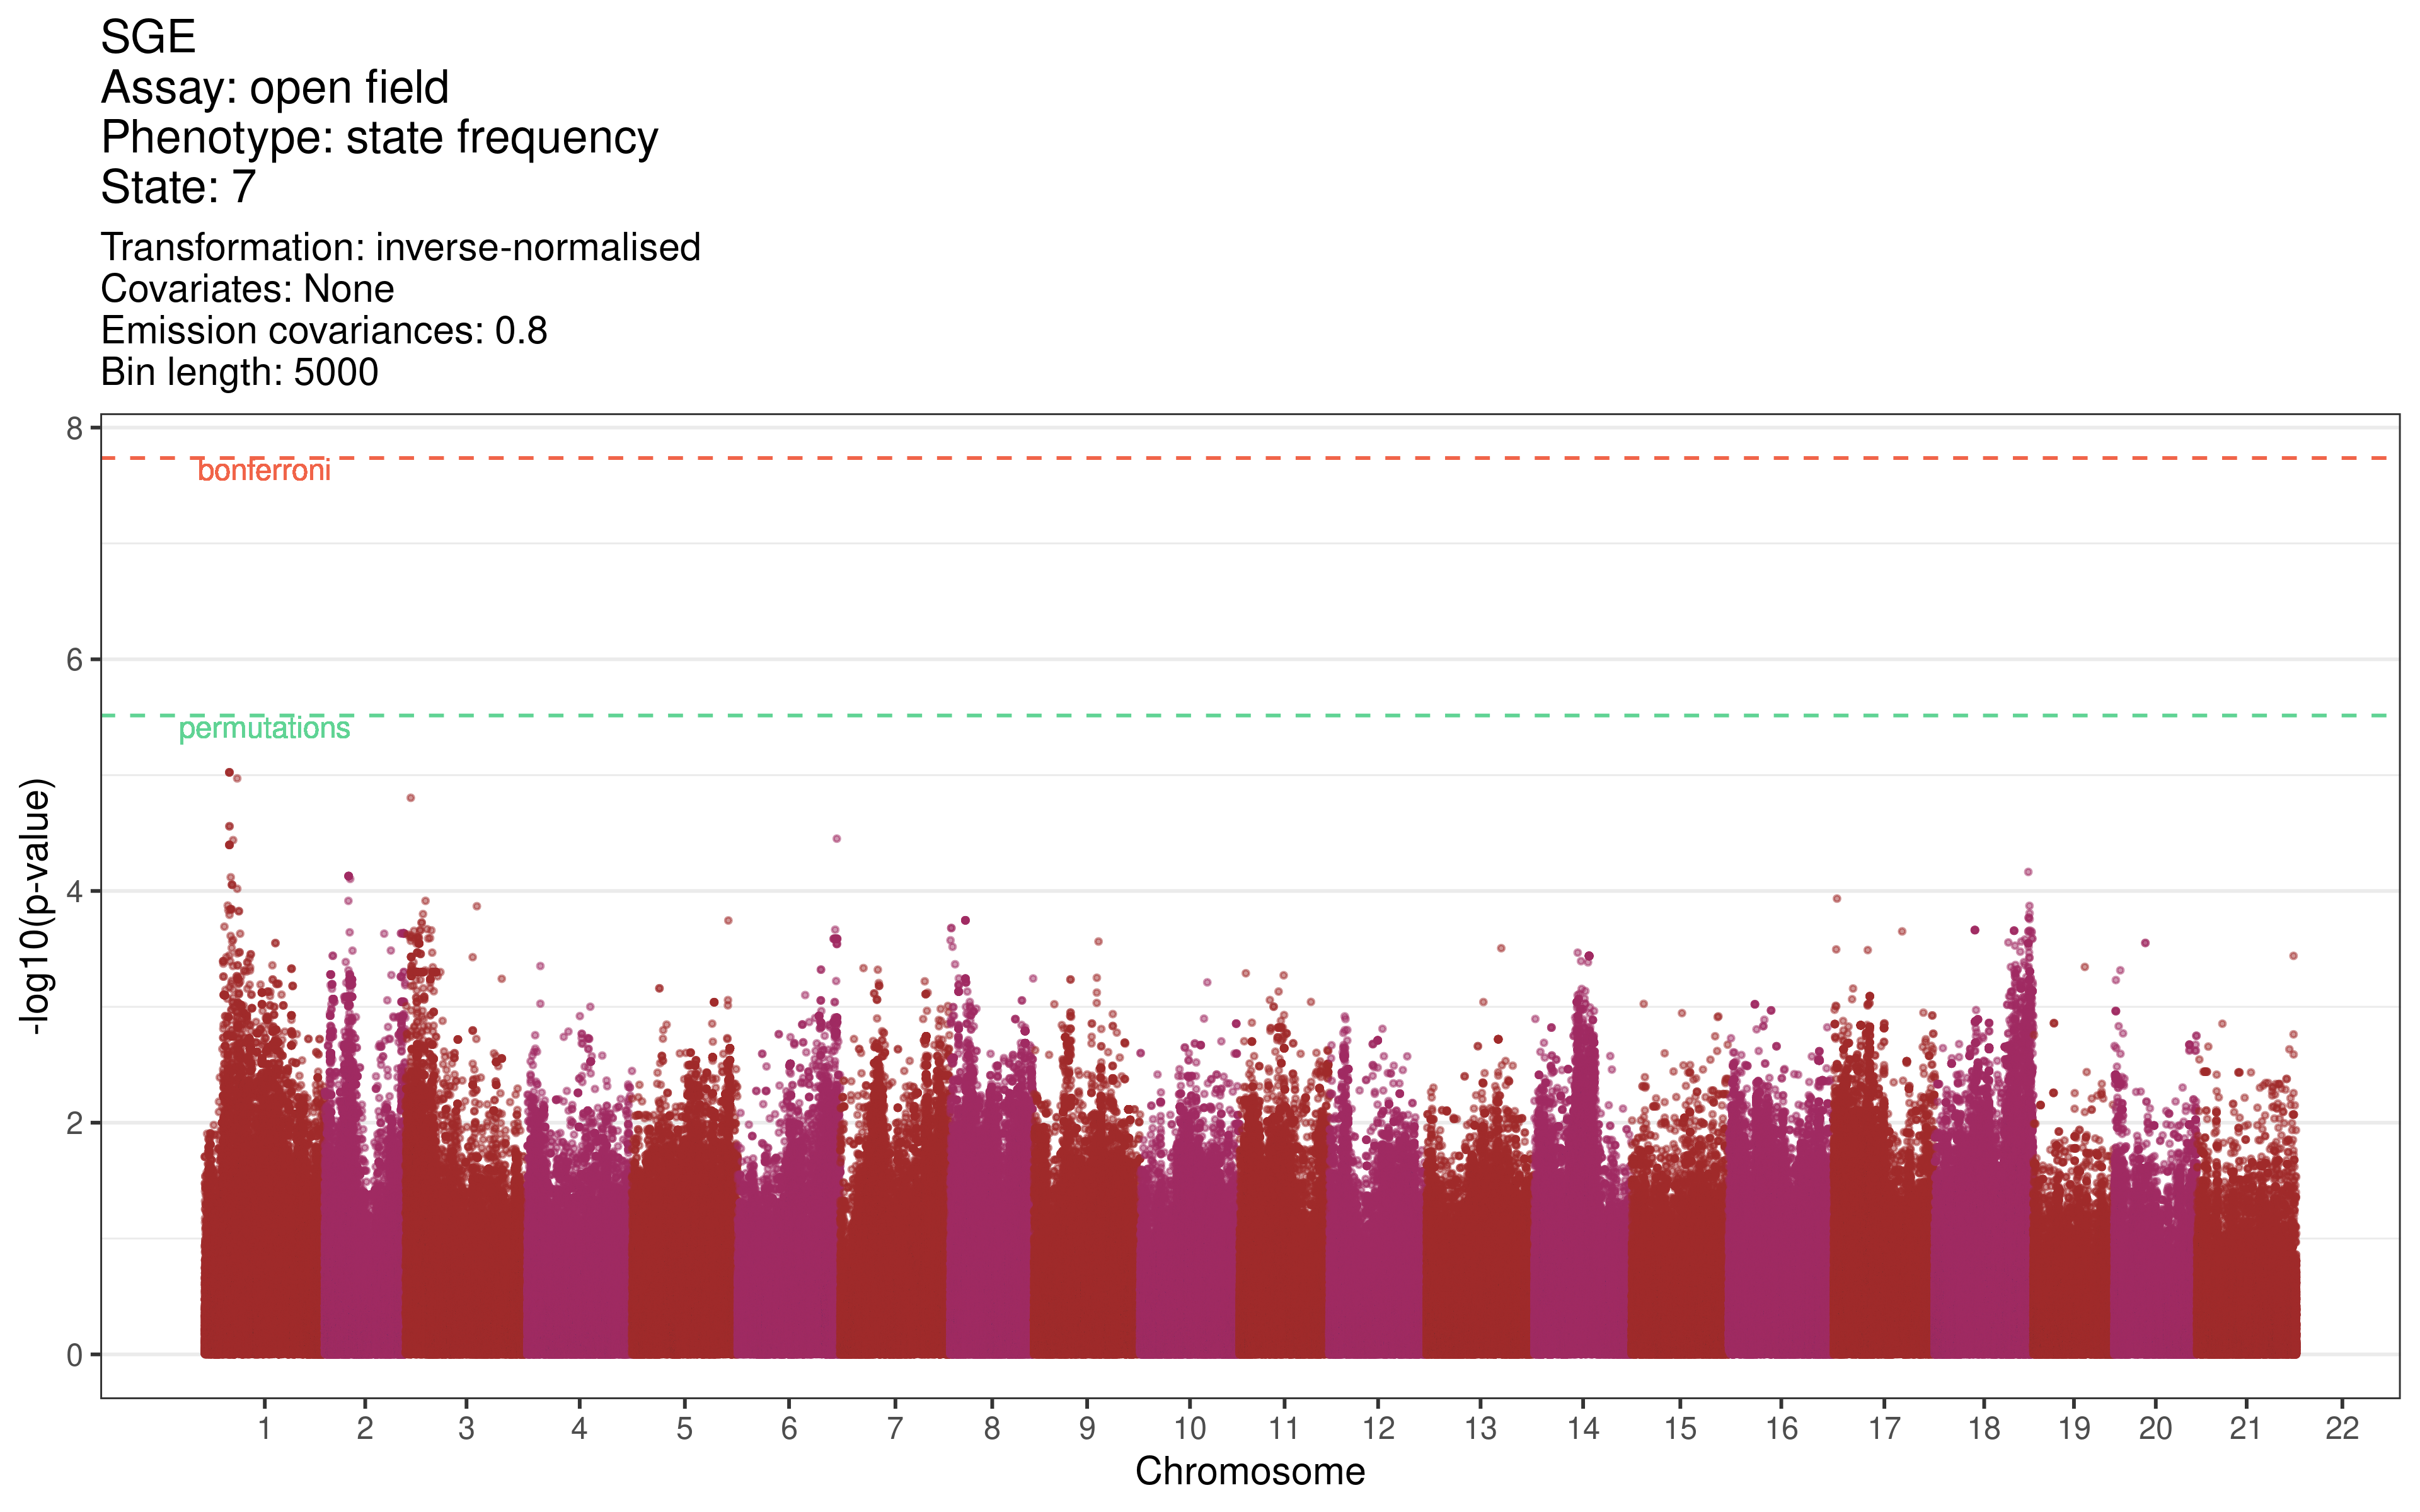 SGE
Assay: open field
Phenotype: state frequency
State: 7
Transformation: inverse-normalised
Covariates: None
Emission covariances: 0.8
Bin length: 5000
8
bonferroni
6
permutations
4
2
0
-log10(p-value)
1 2 3 4 5 6 7 8 9 10 11 12 13 14 15 16 17 18 19 20 21 22
Chromosome